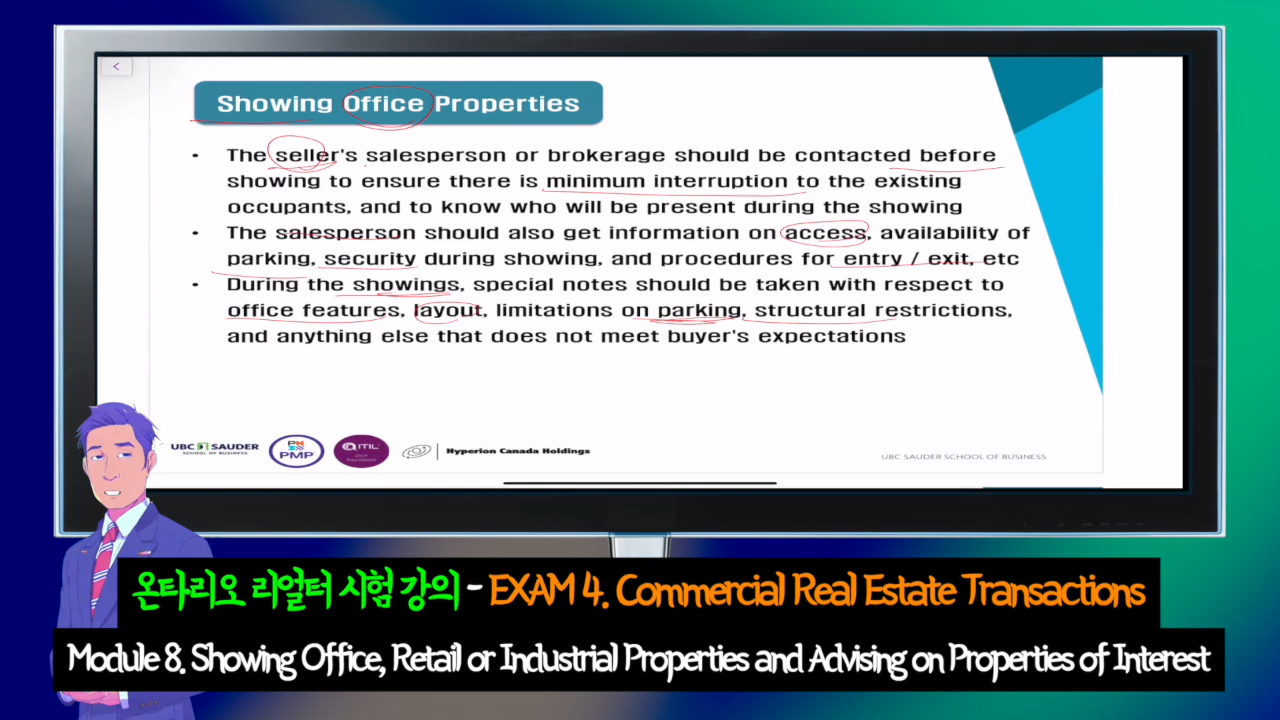 <
Showing Office Properties
• The seller's salesperson or brokerage should be contacted before
showing to ensure there is minimum interruption to the existing
occupants, and to know who will be present during the showing
• The salesperson should also get information on access, availability of
parking, security during showing, and procedures for entry / exit, etc
• During the showings, special notes should be taken with respect to
office features, layout, limitations on parking, structural restrictions,
and anything else that does not meet buyer's expectations
UBC SAUDER
SCHOOL OF BUSINESS
PMP
ITIL
Foundation
Hyperion Canada Holdings
UBC SAUDER SCHOOL OF BUSINESS
온타리오 리얼터 시험 강의 - EXAM 4. Commercial Real Estate Transactions
Module 8. Showing Office, Retail or Industrial Properties and Advising on Properties of Interest